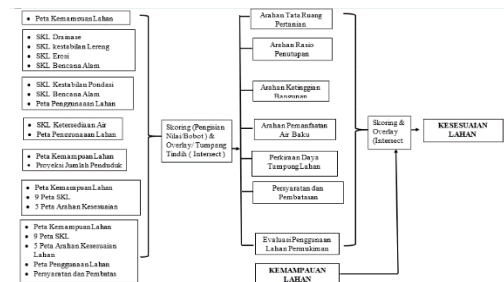 • Peta Kemampuan Lahan
• SKL Drainase
• SKL kestabilan Lereng
• SKL Erosi
• SKL Bencana Alam
• SKL Kestabilan Pondasi
• SKL Bencana Alam
• Peta Penggunaan Lahan
• SKL Ketersediaan Air
• Peta Penggunaan Lahan
• Peta Kemampuan Lahan
• Proyeksi Jumlah Penduduk
• Peta Kemampuan Lahan
• 9 Peta SKL
• 5 Peta Arahan Kesesuaian
• Peta Kemampuan Lahan
• 9 Peta SKL
• 5 Peta Arahan Kesesuaian
Lahan
• Peta Penggunaan Lahan
• Persyaratan dan Pembatas
Skoring (Pengisian
Nilai/Bobot) &
Overlay/ Tumpang
Tindih ( Intersect )
Arahan Tata Ruang
Pertanian
Arahan Rasio
Penutupan
Arahan Ketinggian
Bangunan
Arahan Pemanfaatan
Air Baku
Perkiraan Daya
Tampung Lahan
Persyaratan dan
Pembatasan
Evaluasi Penggunaan
Lahan Permukiman
KEMAMPAUAN
LAHAN
Skoring &
Overlay
(Intersect
KESESUAIAN
LAHAN